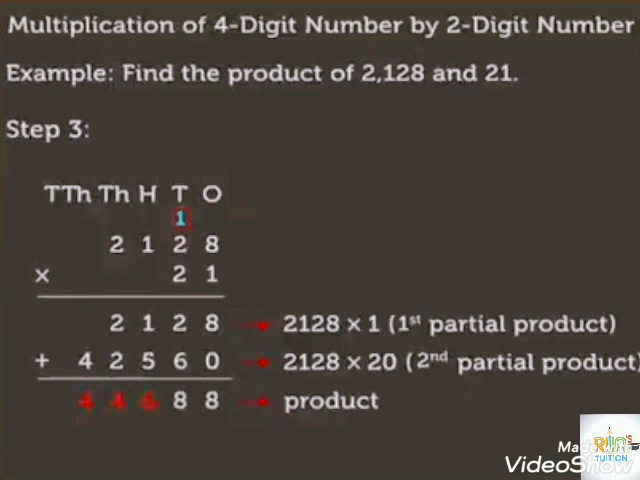 Multiplication of 4-Digit Number by 2-Digit Number
Example: Find the product of 2,128 and 21.
Step 3:
TTh Th H T O
1
2 1 2 8
× 2 1
2 1 2 8 2128 × 1 (1st partial product)
+ 4 2 5 6 0 2128 × 20 (2nd partial product)
4 4 6 8 8 product
TUITION
VideoShow